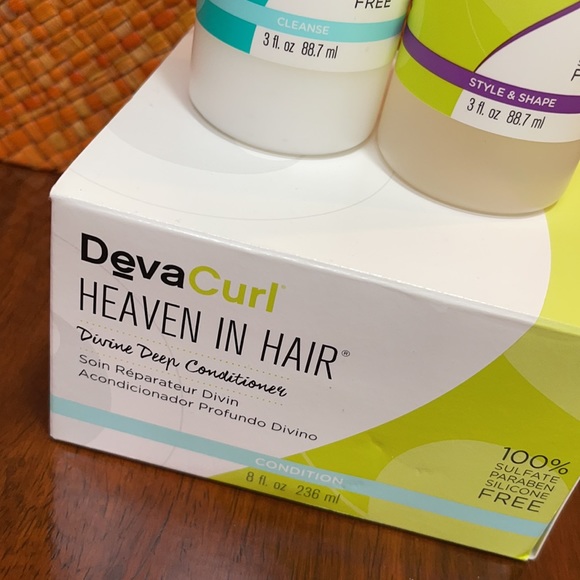 FREE
CLEANSE
3 fl. oz 88.7 ml
STYLE & SHAPE
3 fl. oz 88.7 ml
DevaCurl
HEAVEN IN HAIR®
Divine Deep Conditioner
Soin Réparateur Divin
Acondicionador Profundo Divino
CONDITION
8 fl. oz 236 ml
100%
SULFATE
PARABEN
SILICONE
FREE